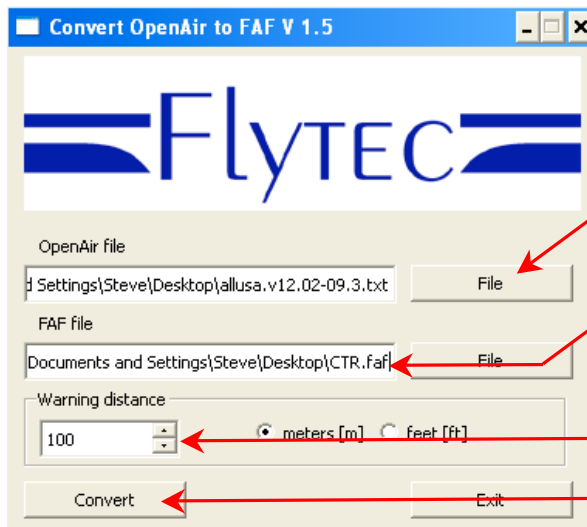 Convert OpenAir to FAF V 1.5
FLYTEC
OpenAir file
d Settings\Steve\Desktop\allusa.v12.02-09.3.txt
File
FAF file
Documents and Settings\Steve\Desktop\CTR.faf
File
Warning distance
100
meters [m]
feet [ft]
Convert
Exit